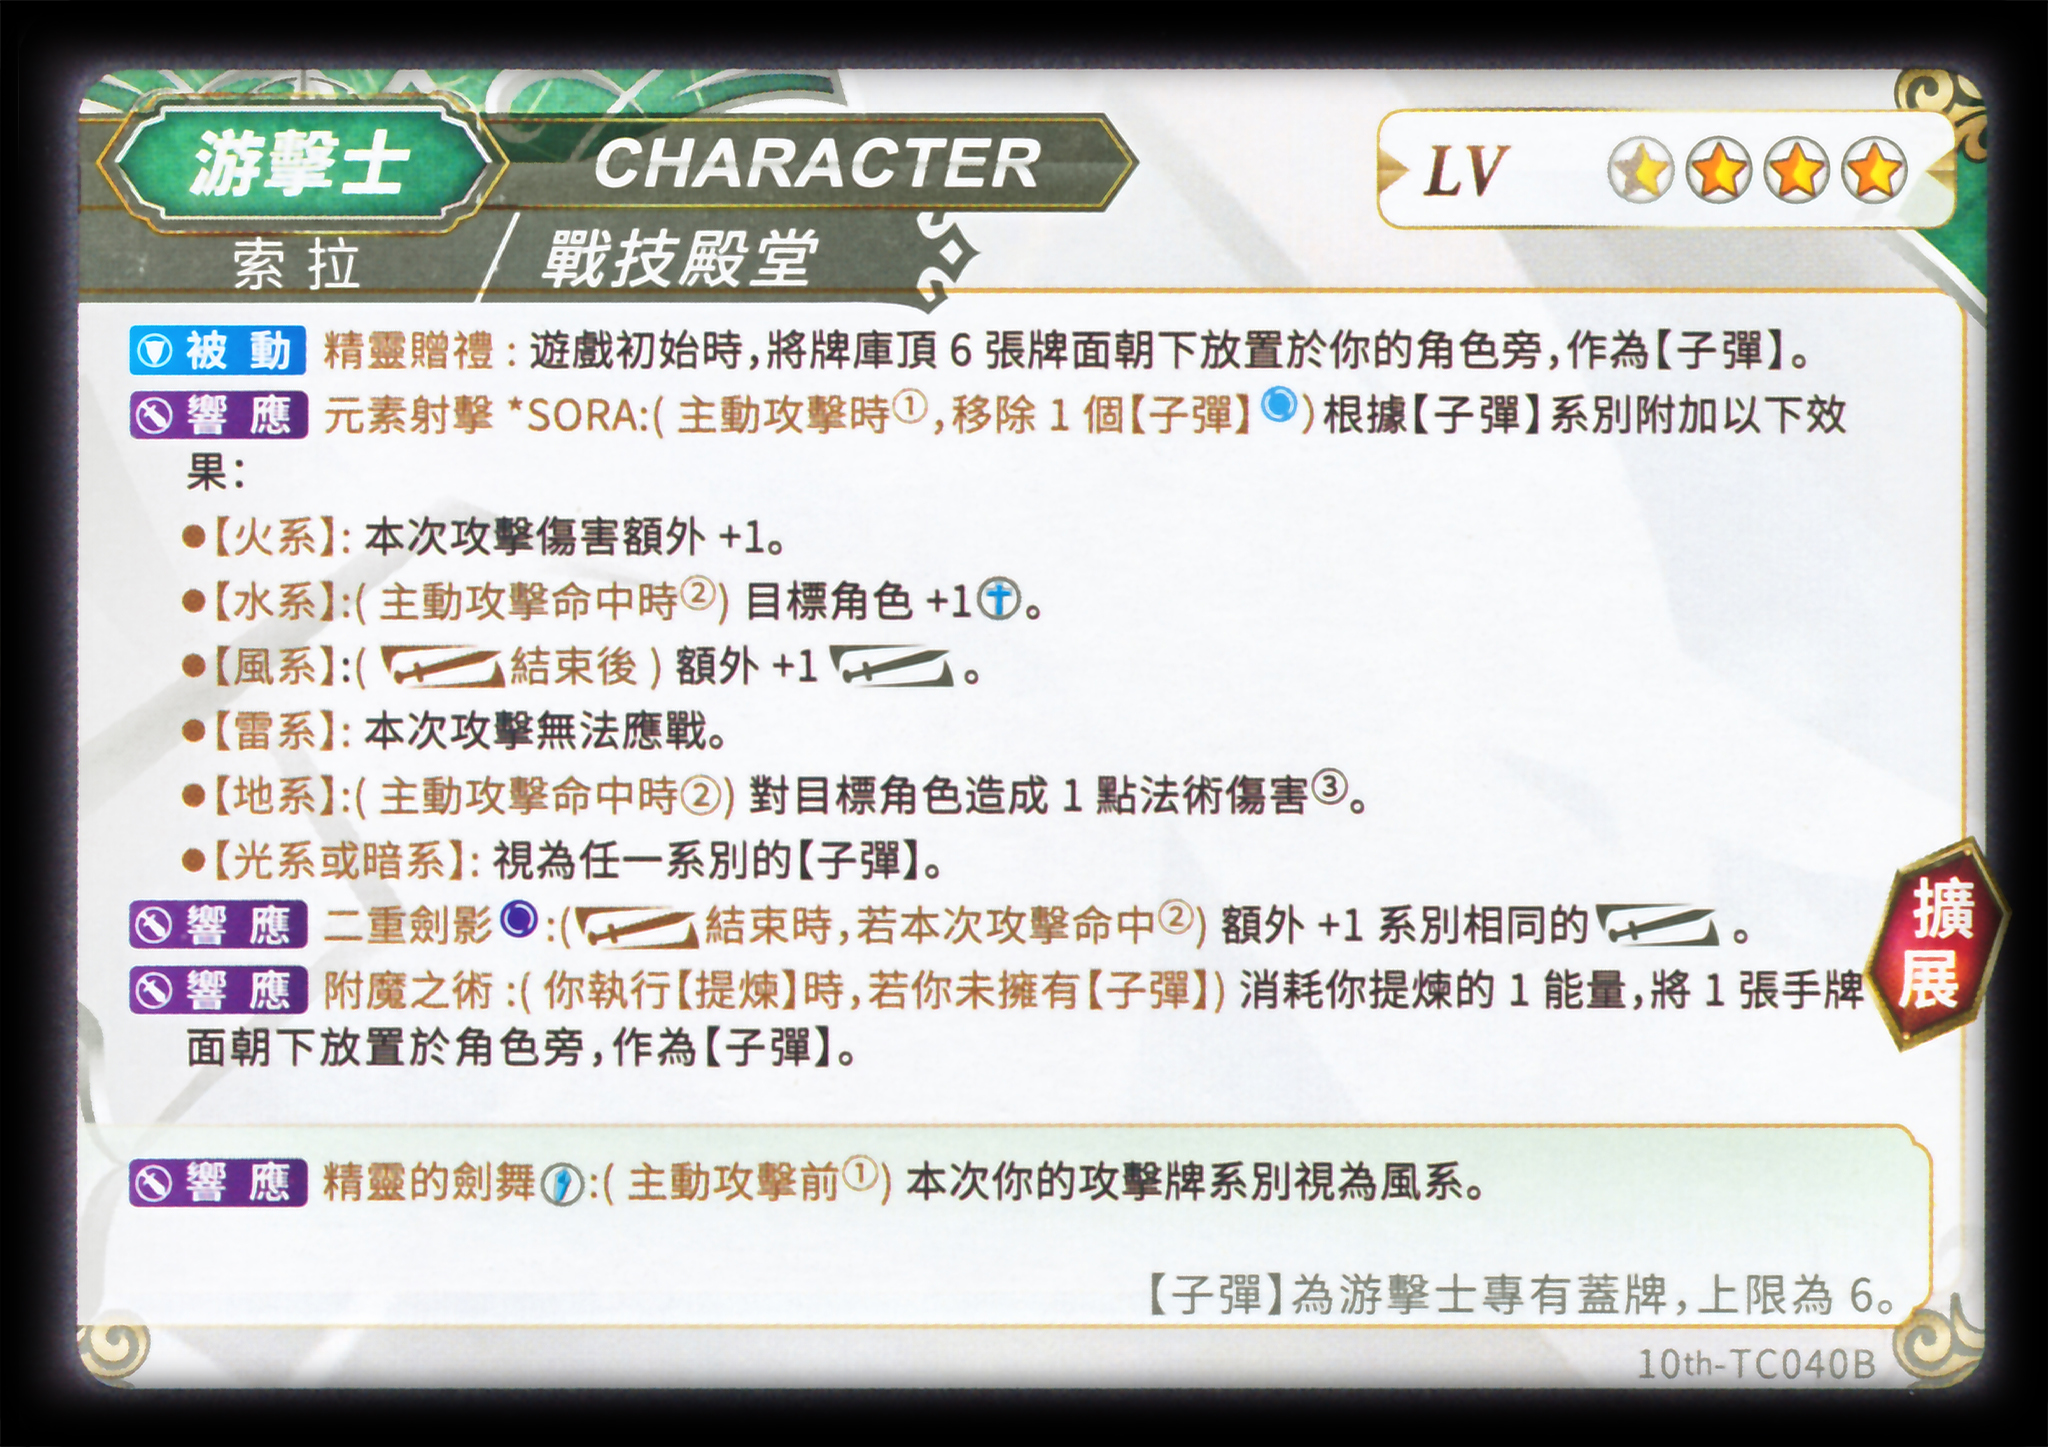 游擊士 CHARACTER LV
索拉 / 戰技殿堂
被動 精靈贈禮：遊戲初始時，將牌庫頂 6 張牌面朝下放置於你的角色旁，作為【子彈】。
響應 元素射擊 *SORA:( 主動攻擊時①，移除 1 個【子彈】) 根據【子彈】系別附加以下效
果：
●【火系】: 本次攻擊傷害額外 +1。
●【水系】:( 主動攻擊命中時②) 目標角色 +1。
●【風系】:( 結束後 ) 額外 +1 。
●【雷系】: 本次攻擊無法應戰。
●【地系】:( 主動攻擊命中時②) 對目標角色造成 1 點法術傷害③。
●【光系或暗系】: 視為任一系別的【子彈】。
響應 二重劍影 :( 結束時，若本次攻擊命中②) 額外 +1 系別相同的 。
響應 附魔之術 :( 你執行【提煉】時，若你未擁有【子彈】) 消耗你提煉的 1 能量，將 1 張手牌
面朝下放置於角色旁，作為【子彈】。
擴展
響應 精靈的劍舞 :( 主動攻擊前①) 本次你的攻擊牌系別視為風系。
【子彈】為游擊士專有蓋牌，上限為 6。
10th-TC040B